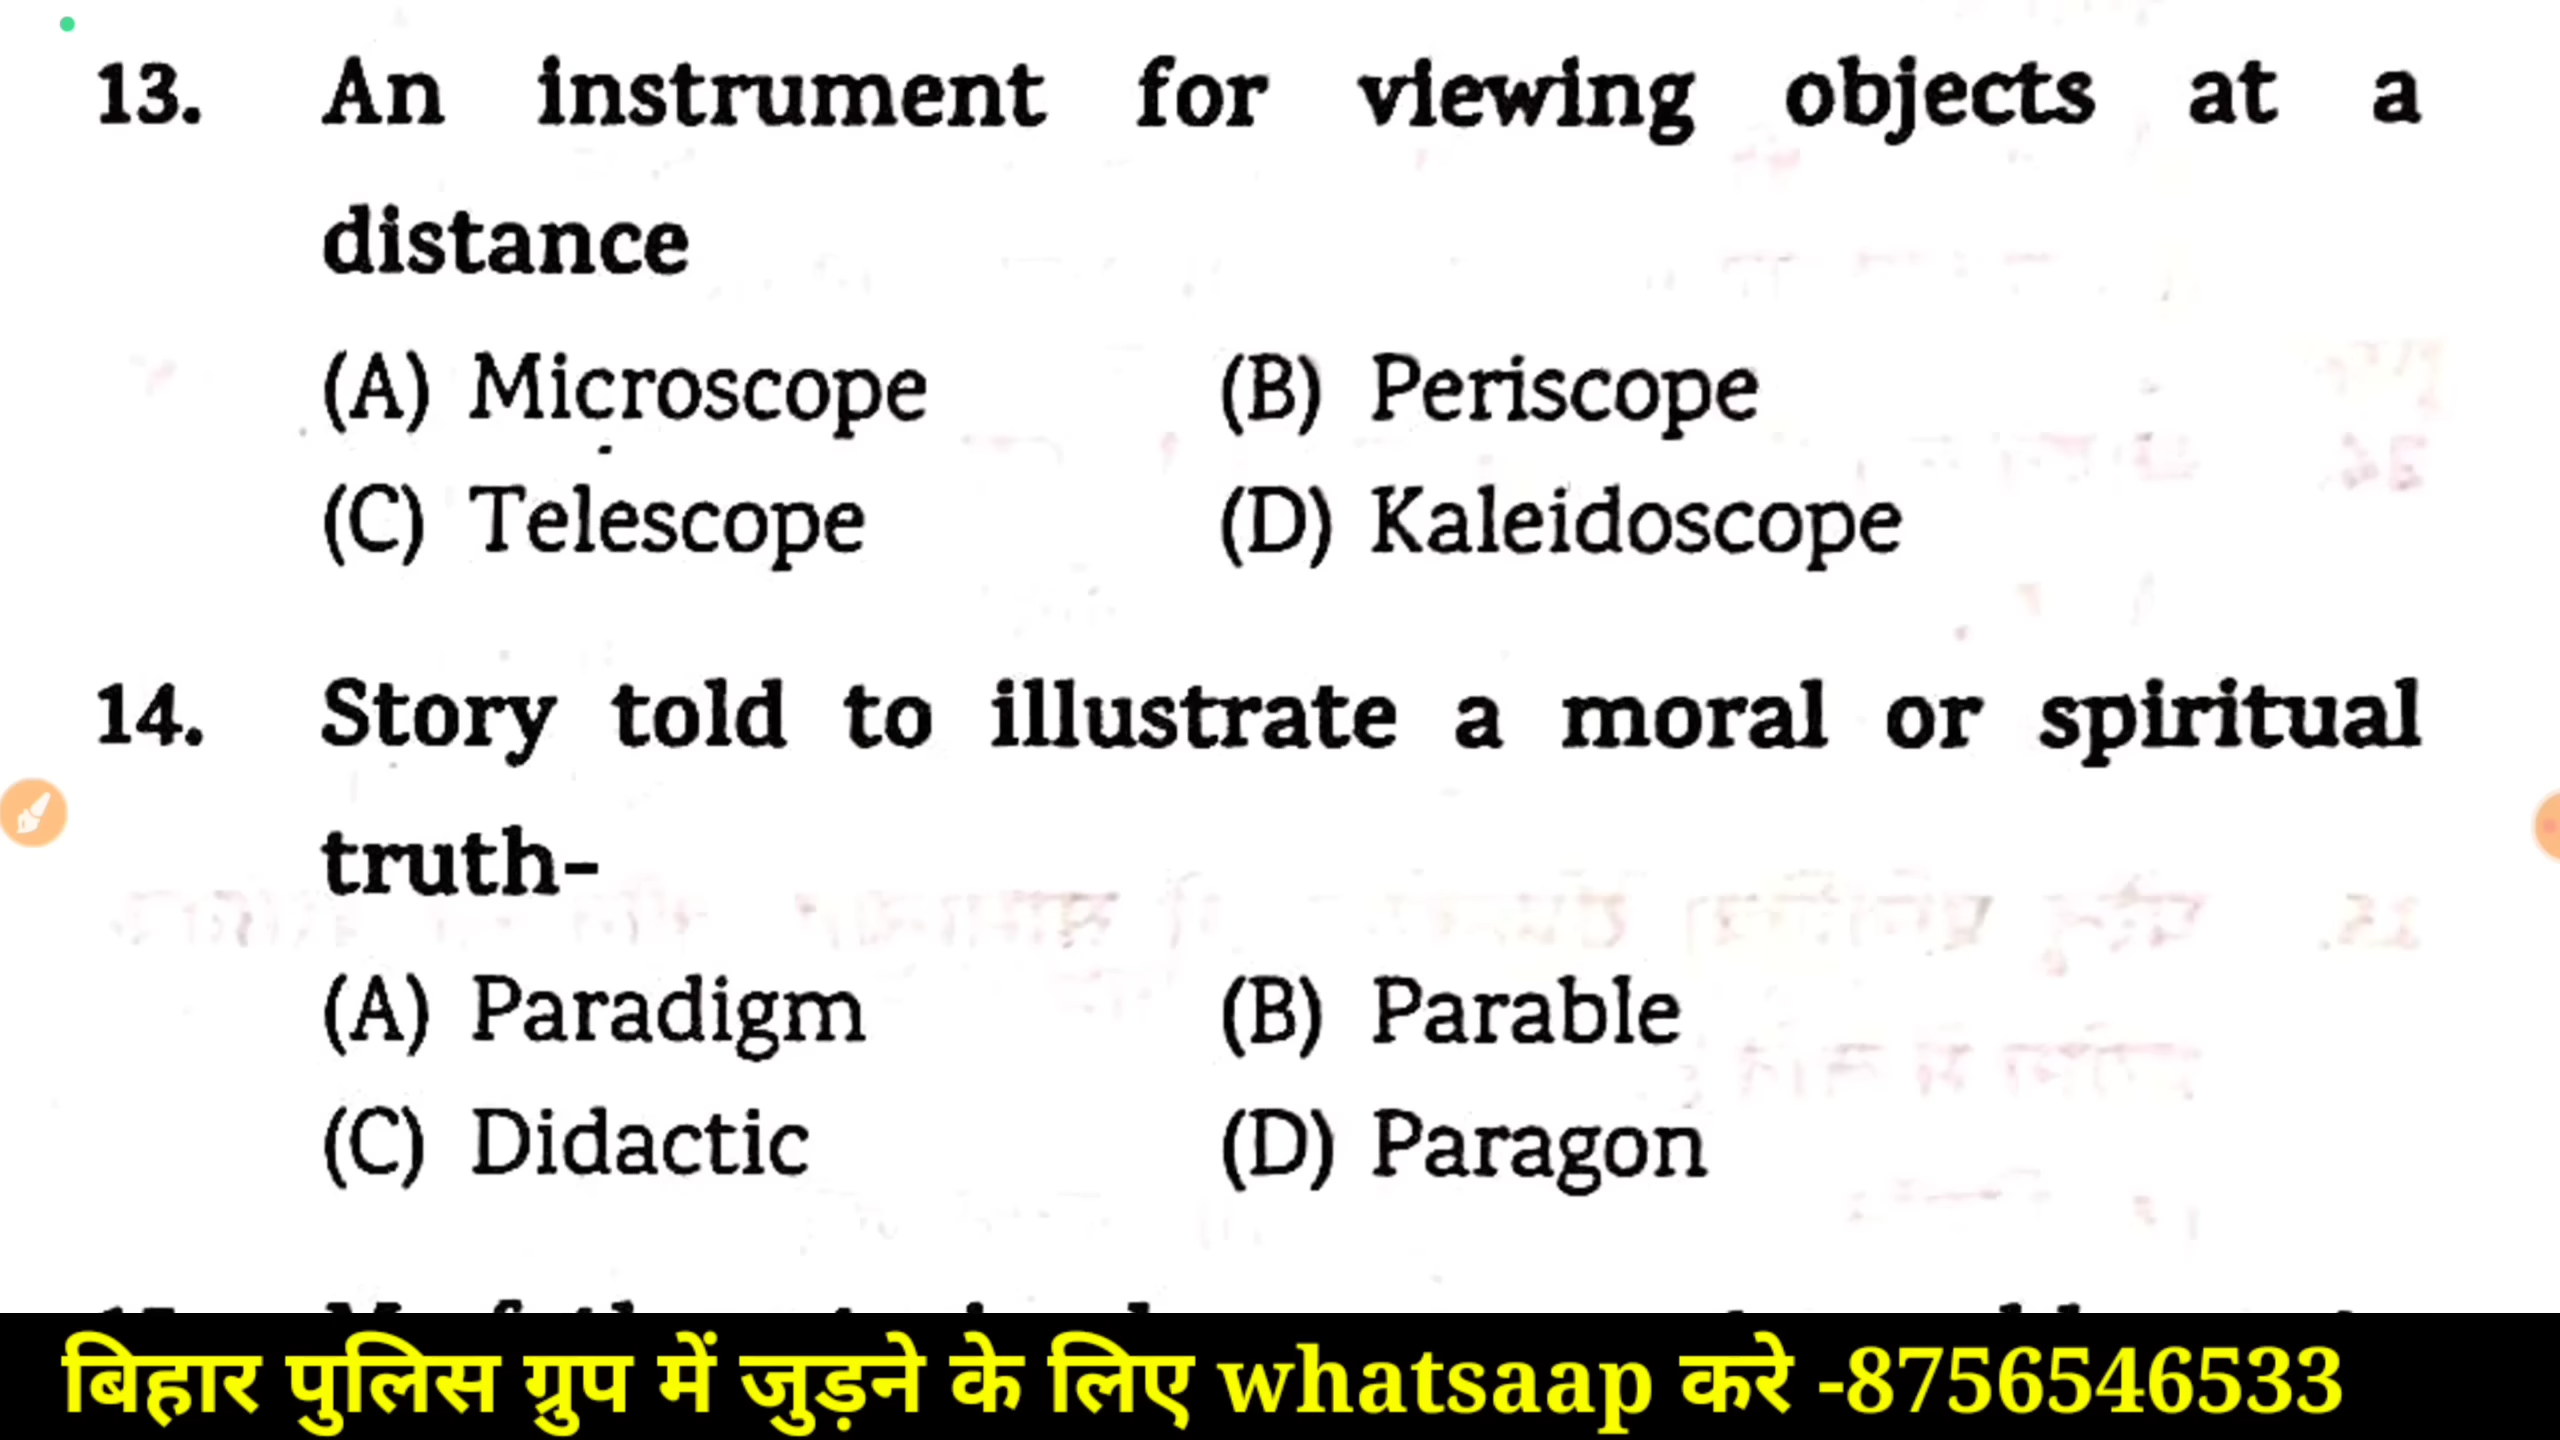 13. An instrument for viewing objects at a
distance
(A) Microscope (B) Periscope
(C) Telescope (D) Kaleidoscope
14. Story told to illustrate a moral or spiritual
truth-
(A) Paradigm (B) Parable
(C) Didactic (D) Paragon
बिहार पुलिस ग्रुप में जुड़ने के लिए whatsaap करे -8756546533